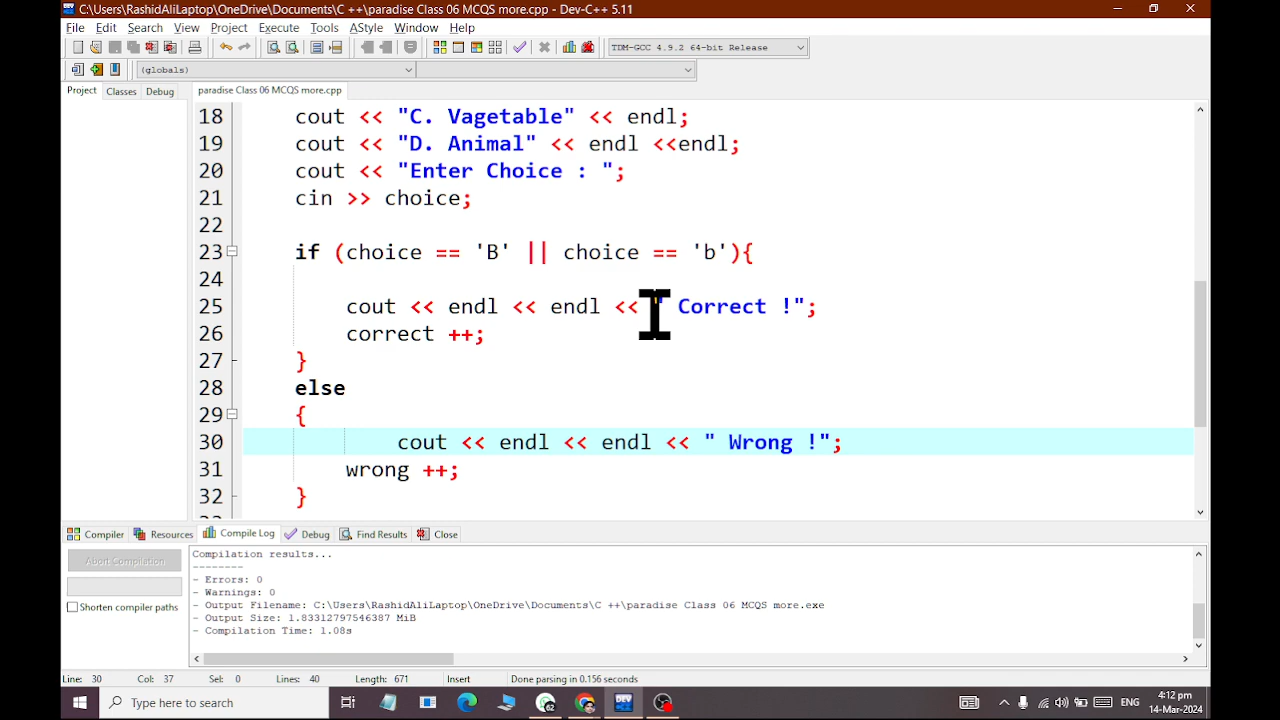 C:\Users\RashidAliLaptop\OneDrive\Documents\C ++\paradise Class 06 MCQS more.cpp - Dev-C++ 5.11
File Edit Search View Project Execute Tools AStyle Window Help
TDM-GCC 4.9.2 64-bit Release
(globals)
Project Classes Debug paradise Class 06 MCQS more.cpp
18 cout << "C. Vagetable" << endl;
19 cout << "D. Animal" << endl <<endl;
20 cout << "Enter Choice : ";
21 cin >> choice;
22
23 if (choice == 'B' || choice == 'b'){
24
25 cout << endl << endl << " Correct !";
26 correct ++;
27 }
28 else
29 {
30 cout << endl << endl << " Wrong !";
31 wrong ++;
32 }
Compiler Resources Compile Log Debug Find Results Close
Abort Compilation
Shorten compiler paths
Compilation results...
--------
- Errors: 0
- Warnings: 0
- Output Filename: C:\Users\RashidAliLaptop\OneDrive\Documents\C ++\paradise Class 06 MCQS more.exe
- Output Size: 1.83312797546387 MiB
- Compilation Time: 1.08s
Line: 30 Col: 37 Sel: 0 Lines: 40 Length: 671 Insert Done parsing in 0.156 seconds
Type here to search
DEV
ENG
4:12 pm
14-Mar-2024